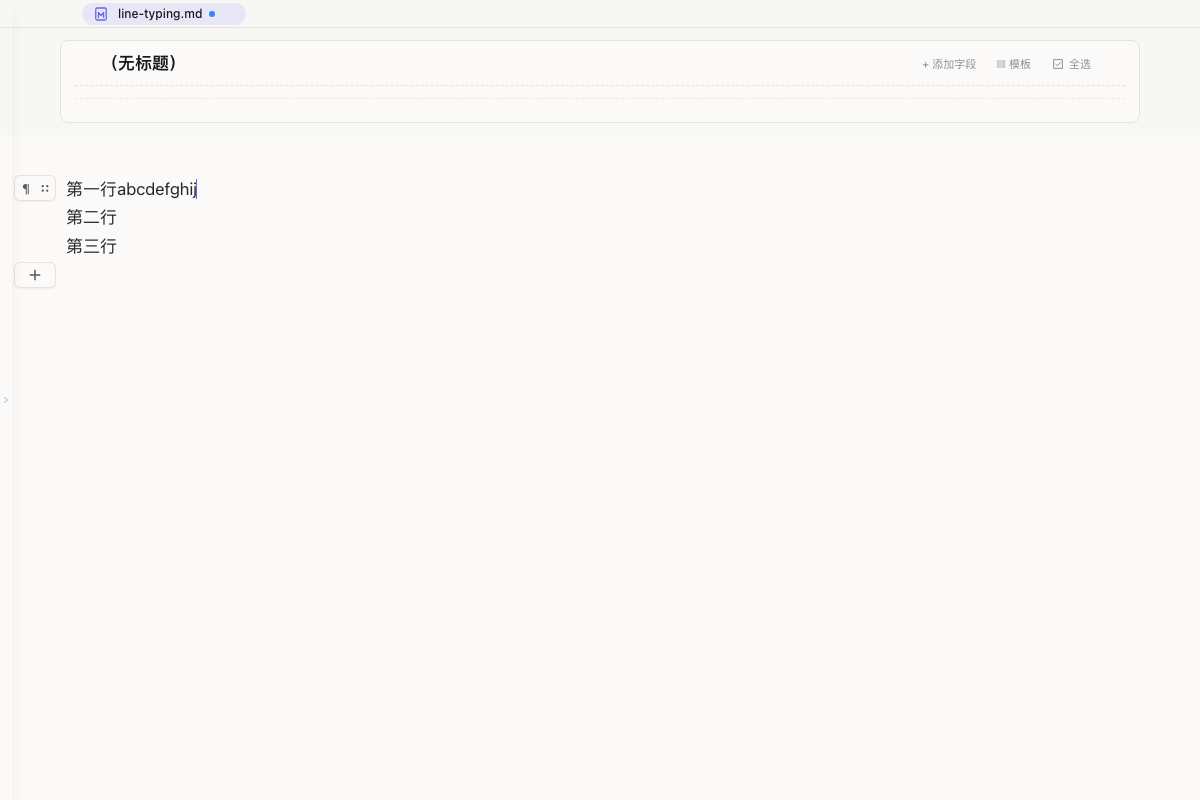 line-typing.md
（无标题）
+ 添加字段 模板 全选
¶ 第一行abcdefghij
第二行
第三行
+